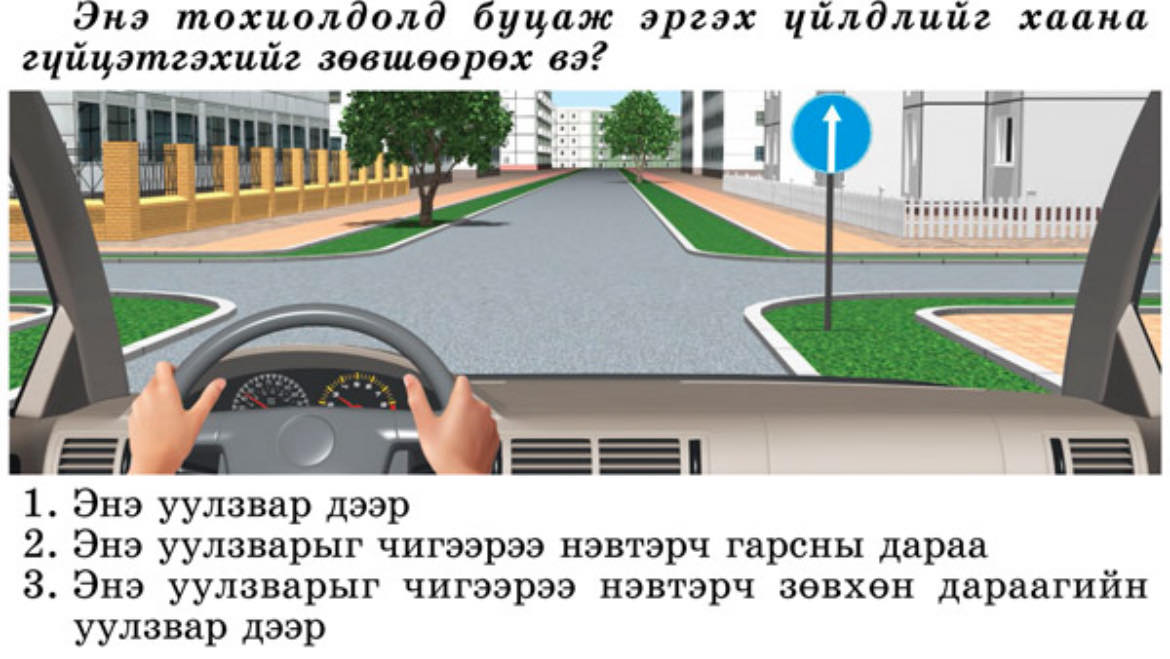 Энэ тохиолдолд буцаж эргэх үйлдлийг хаана
гүйцэтгэхийг зөвшөөрөх вэ?
1. Энэ уулзвар дээр
2. Энэ уулзварыг чигээрээ нэвтэрч гарсны дараа
3. Энэ уулзварыг чигээрээ нэвтэрч зөвхөн дараагийн
уулзвар дээр